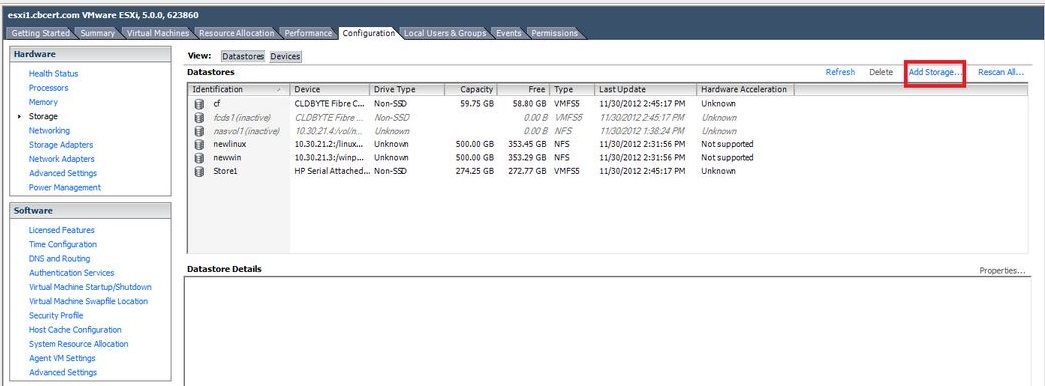 esxi1.cbcert.com VMware ESXi, 5.0.0, 623860
Getting Started Summary Virtual Machines Resource Allocation Performance Configuration Local Users & Groups Events Permissions
Hardware
Health Status
Processors
Memory
Storage
Networking
Storage Adapters
Network Adapters
Advanced Settings
Power Management
Software
Licensed Features
Time Configuration
DNS and Routing
Authentication Services
Virtual Machine Startup/Shutdown
Virtual Machine Swapfile Location
Security Profile
Host Cache Configuration
System Resource Allocation
Agent VM Settings
Advanced Settings
View: Datastores Devices
Datastores Refresh Delete Add Storage... Rescan All...
Identification Device Drive Type Capacity Free Type Last Update Hardware Acceleration
cf CLDBYTE Fibre C... Non-SSD 59.75 GB 58.80 GB VMFS5 11/30/2012 2:45:17 PM Unknown
fcds1 (inactive) CLDBYTE Fibre ... Non-SSD 0.00 B VMFS5 11/30/2012 2:45:17 PM Unknown
nasvol1 (inactive) 10.30.21.4:/vol/n... Unknown 0.00 B NFS 11/30/2012 1:38:24 PM Unknown
newlinux 10.30.21.2:/linux... Unknown 500.00 GB 353.45 GB NFS 11/30/2012 2:31:56 PM Not supported
newwin 10.30.21.3:/winp... Unknown 500.00 GB 353.29 GB NFS 11/30/2012 2:31:56 PM Not supported
Store1 HP Serial Attached... Non-SSD 274.25 GB 272.77 GB VMFS5 11/30/2012 2:45:17 PM Unknown
Datastore Details Properties...